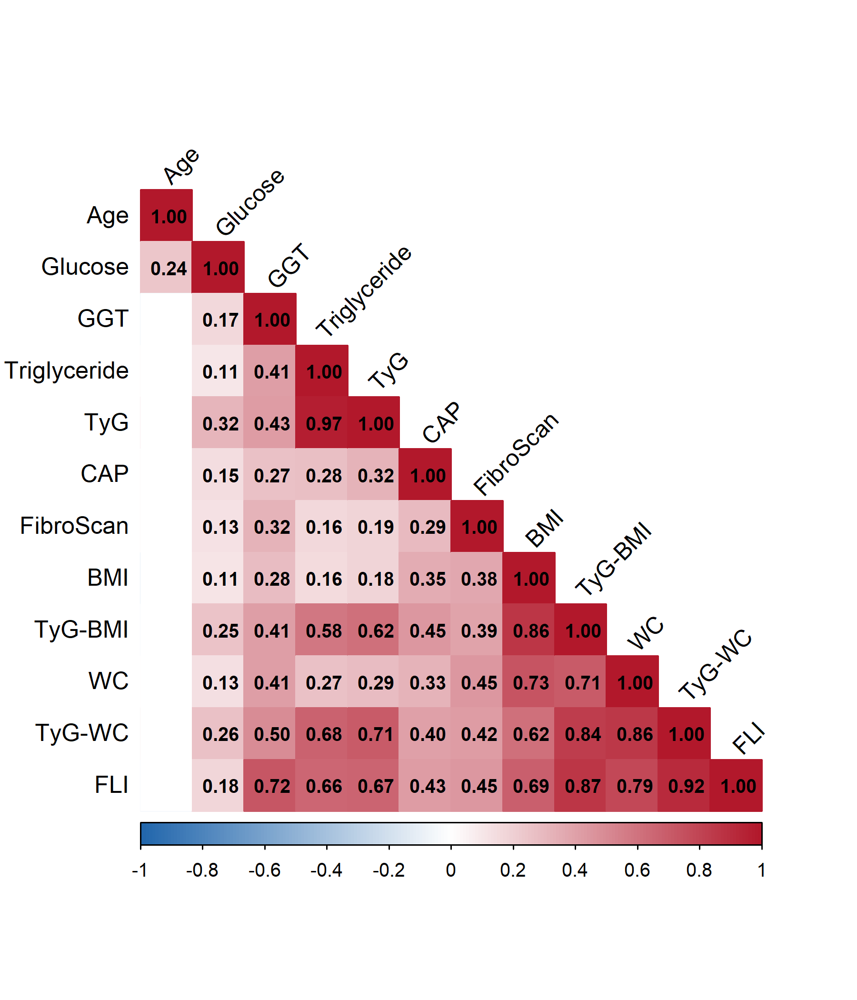 Age
Glucose
GGT
Triglyceride
TyG
CAP
FibroScan
BMI
TyG-BMI
WC
TyG-WC
FLI
Age 1.00
Glucose 0.24 1.00
GGT 0.17 1.00
Triglyceride 0.11 0.41 1.00
TyG 0.32 0.43 0.97 1.00
CAP 0.15 0.27 0.28 0.32 1.00
FibroScan 0.13 0.32 0.16 0.19 0.29 1.00
BMI 0.11 0.28 0.16 0.18 0.35 0.38 1.00
TyG-BMI 0.25 0.41 0.58 0.62 0.45 0.39 0.86 1.00
WC 0.13 0.41 0.27 0.29 0.33 0.45 0.73 0.71 1.00
TyG-WC 0.26 0.50 0.68 0.71 0.40 0.42 0.62 0.84 0.86 1.00
FLI 0.18 0.72 0.66 0.67 0.43 0.45 0.69 0.87 0.79 0.92 1.00
-1 -0.8 -0.6 -0.4 -0.2 0 0.2 0.4 0.6 0.8 1